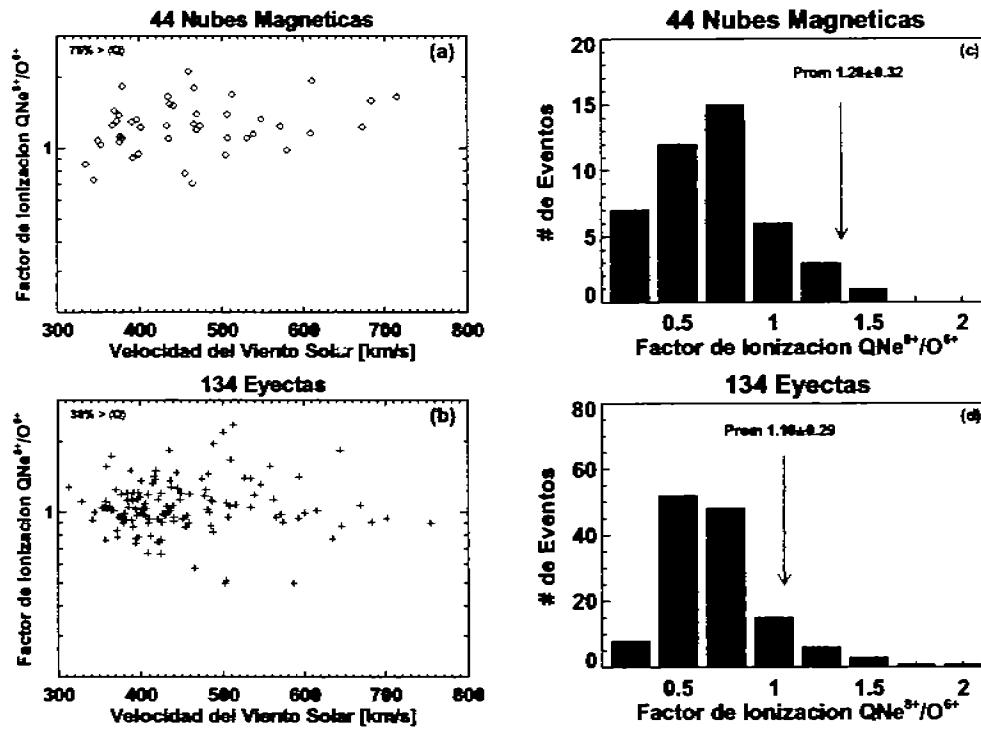 44 Nubes Magneticas
(a)
Factor de Ionizacion QNe⁸⁺/O⁶⁺
1
300 400 500 600 700 800
Velocidad del Viento Solar [km/s]
44 Nubes Magneticas
(c)
Prom 1.28±0.32
# de Eventos
20
15
10
5
0
0.5 1 1.5 2
Factor de Ionizacion QNe⁸⁺/O⁶⁺
134 Eyectas
(b)
Factor de Ionizacion QNe⁸⁺/O⁶⁺
1
300 400 500 600 700 800
Velocidad del Viento Solar [km/s]
134 Eyectas
(d)
Prom
# de Eventos
80
60
40
20
0
0.5 1 1.5 2
Factor de Ionizacion QNe⁸⁺/O⁶⁺